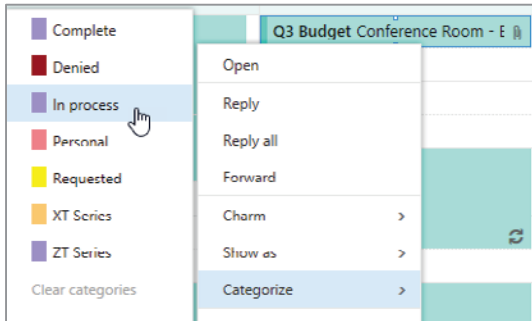 Complete
Denied
In process
Personal
Requested
XT Series
ZT Series
Clear categories
Q3 Budget Conference Room - E
Open
Reply
Reply all
Forward
Charm
Show as
Categorize